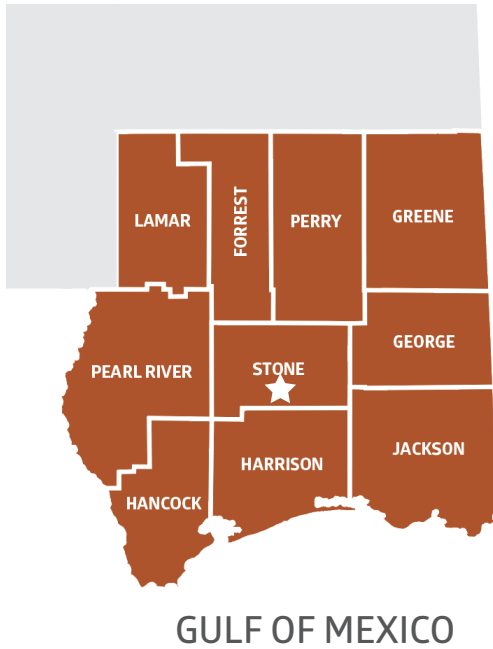 LAMAR
FORREST
PERRY
GREENE
PEARL RIVER
STONE
GEORGE
HANCOCK
HARRISON
JACKSON
GULF OF MEXICO